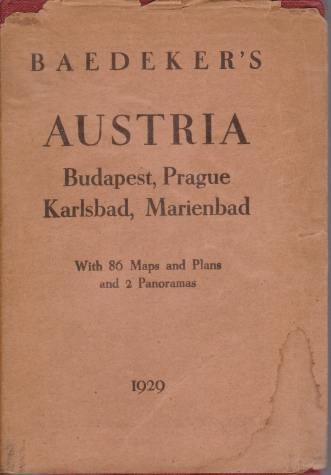 BAEDEKER'S
AUSTRIA
Budapest, Prague
Karlsbad, Marienbad
With 86 Maps and Plans
and 2 Panoramas
1929